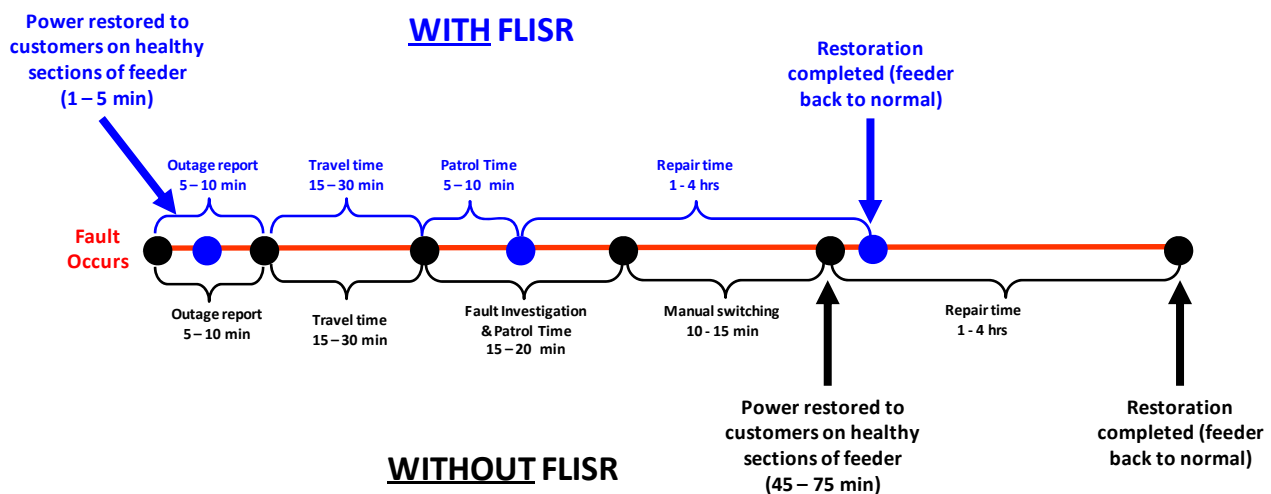 WITH FLISR
Power restored to
customers on healthy
sections of feeder
(1 – 5 min)
Restoration
completed (feeder
back to normal)
Outage report
5 – 10 min
Travel time
15 – 30 min
Patrol Time
5 – 10 min
Repair time
1 - 4 hrs
Fault
Occurs
Outage report
5 – 10 min
Travel time
15 – 30 min
Fault Investigation
& Patrol Time
15 – 20 min
Manual switching
10 - 15 min
Repair time
1 - 4 hrs
Power restored to
customers on healthy
sections of feeder
(45 – 75 min)
Restoration
completed (feeder
back to normal)
WITHOUT FLISR